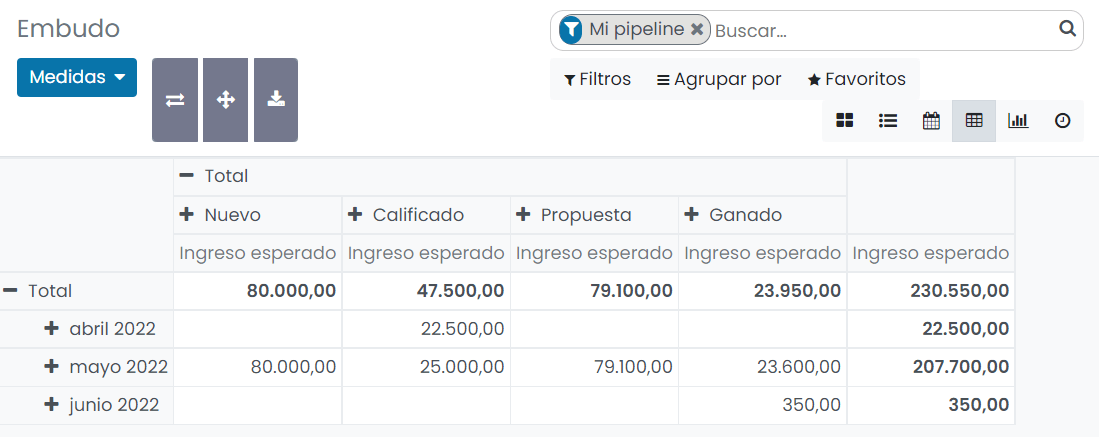 Embudo
Mi pipeline
Buscar...
Medidas
Filtros Agrupar por Favoritos
Total
Nuevo Calificado Propuesta Ganado
Ingreso esperado Ingreso esperado Ingreso esperado Ingreso esperado Ingreso esperado
Total 80.000,00 47.500,00 79.100,00 23.950,00 230.550,00
abril 2022 22.500,00 22.500,00
mayo 2022 80.000,00 25.000,00 79.100,00 23.600,00 207.700,00
junio 2022 350,00 350,00